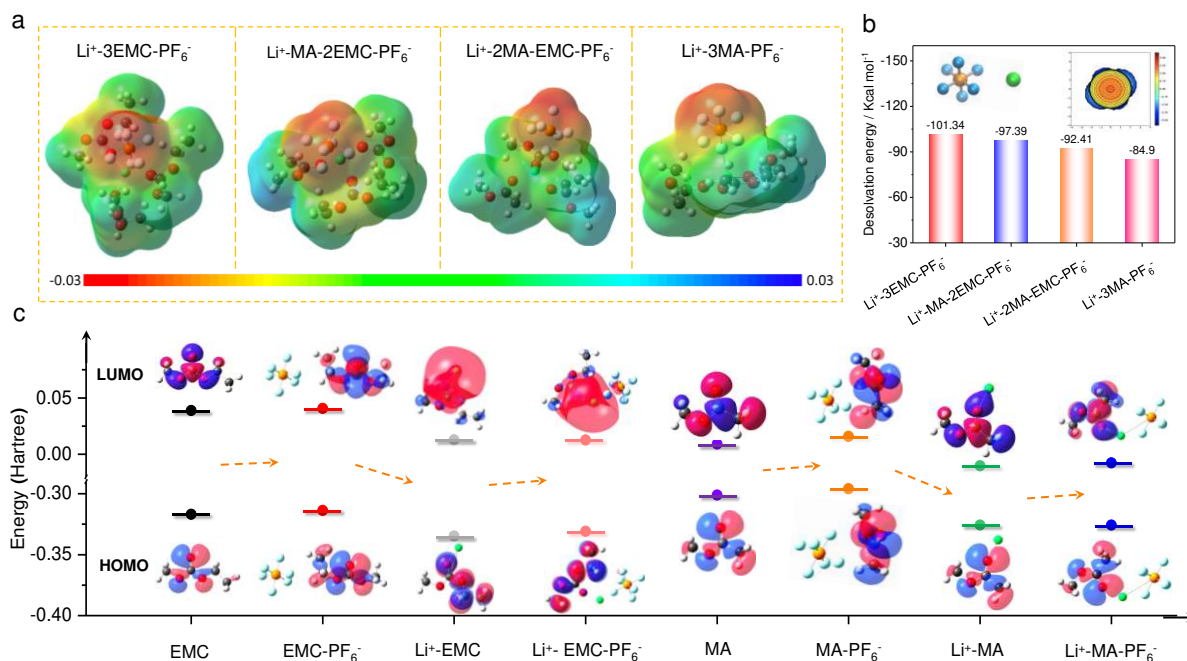 a
Li⁺-3EMC-PF₆⁻
Li⁺-MA-2EMC-PF₆⁻
Li⁺-2MA-EMC-PF₆⁻
Li⁺-3MA-PF₆⁻
-0.03
0.03
b
Desolvation energy / Kcal mol⁻¹
-150
-120
-90
-60
-30
-101.34
-97.39
-92.41
-84.9
Li⁺-3EMC-PF₆⁻
Li⁺-MA-2EMC-PF₆⁻
Li⁺-2MA-EMC-PF₆⁻
Li⁺-3MA-PF₆⁻
c
Energy (Hartree)
LUMO
0.05
0.00
-0.30
-0.35
HOMO
-0.40
EMC
EMC-PF₆⁻
Li⁺-EMC
Li⁺- EMC-PF₆⁻
MA
MA-PF₆⁻
Li⁺-MA
Li⁺-MA-PF₆⁻